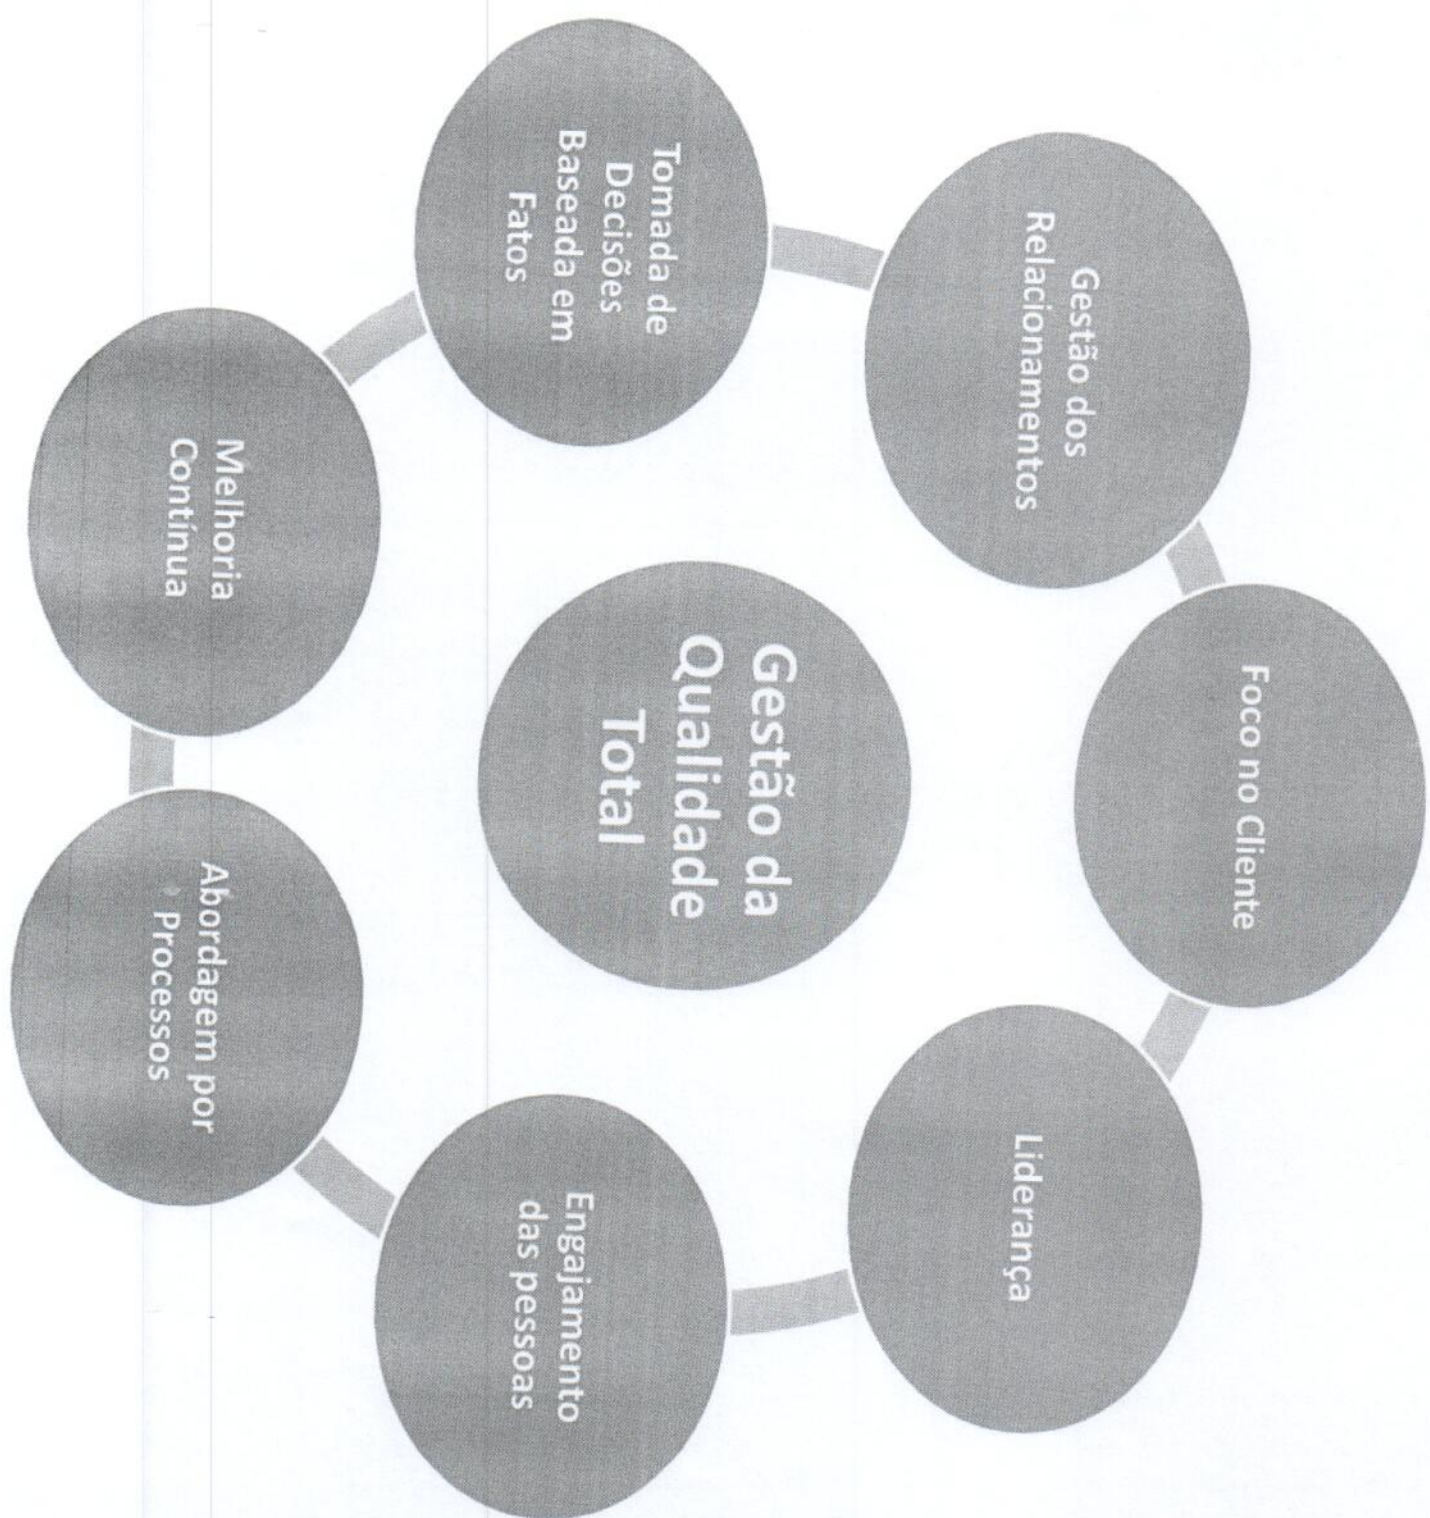 Gestão da
Qualidade
Total
Foco no Cliente
Liderança
Engajamento
das pessoas
Abordagem por
Processos
Melhoria
Contínua
Tomada de
Decisões
Baseada em
Fatos
Gestão dos
Relacionamentos